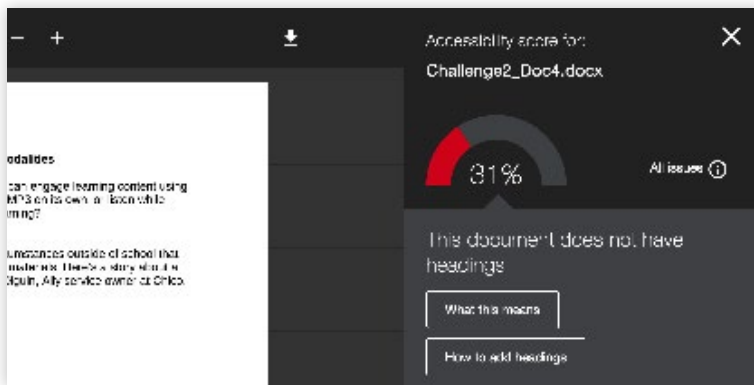 − +
odalities
can engage learning content using
MP3 on its own, or listen while
rning?
umstances outside of school that
materials. Here's a story about a
olguin, Ally service owner at Chico.
Accessibility score for:
Challenge2_Doc4.docx
31%
All issues
This document does not have
headings
What this means
How to add headings